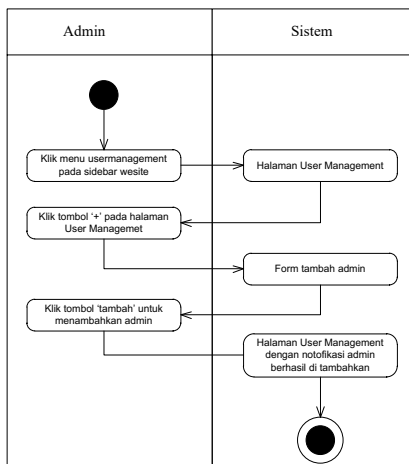 Admin
Sistem
Klik menu usermanagement
pada sidebar wesite
Halaman User Management
Klik tombol ‘+’ pada halaman
User Managemet
Form tambah admin
Klik tombol ‘tambah’ untuk
menambahkan admin
Halaman User Management
dengan notofikasi admin
berhasil di tambahkan